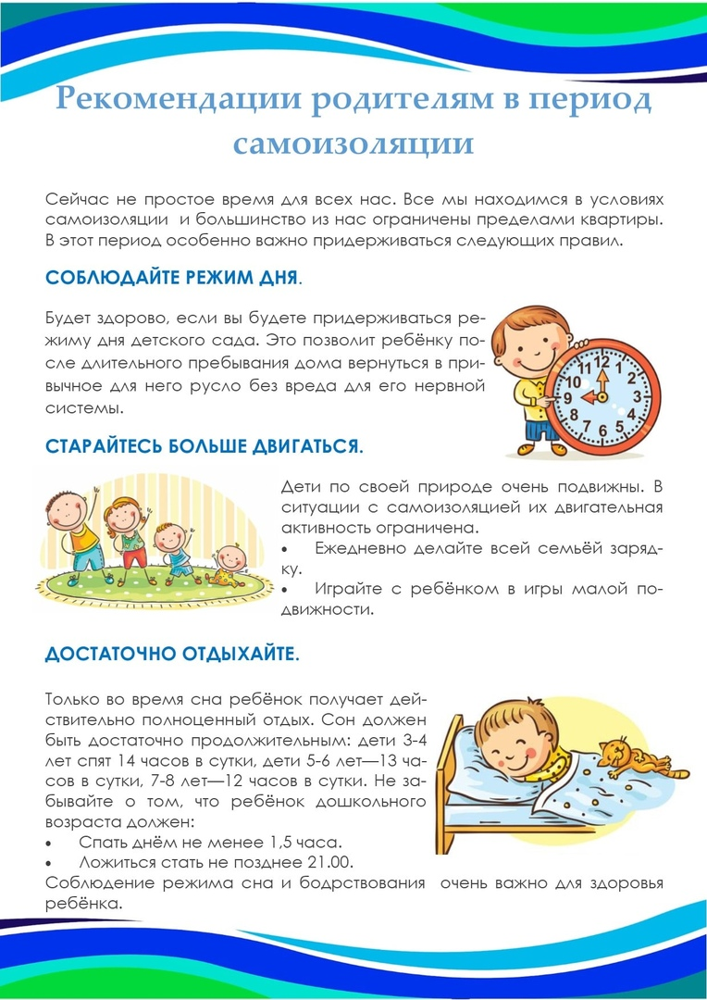 Рекомендации родителям в период
самоизоляции
Сейчас не простое время для всех нас. Все мы находимся в условиях
самоизоляции и большинство из нас ограничены пределами квартиры.
В этот период особенно важно придерживаться следующих правил.
СОБЛЮДАЙТЕ РЕЖИМ ДНЯ.
Будет здорово, если вы будете придерживаться ре-
жиму дня детского сада. Это позволит ребёнку по-
сле длительного пребывания дома вернуться в при-
вычное для него русло без вреда для его нервной
системы.
12
1
2
3
4
5
6
7
8
9
10
11
СТАРАЙТЕСЬ БОЛЬШЕ ДВИГАТЬСЯ.
Дети по своей природе очень подвижны. В
ситуации с самоизоляцией их двигательная
активность ограничена.
• Ежедневно делайте всей семьёй заряд-
ку.
• Играйте с ребёнком в игры малой по-
движности.
ДОСТАТОЧНО ОТДЫХАЙТЕ.
Только во время сна ребёнок получает дей-
ствительно полноценный отдых. Сон должен
быть достаточно продолжительным: дети 3-4
лет спят 14 часов в сутки, дети 5-6 лет—13 ча-
сов в сутки, 7-8 лет—12 часов в сутки. Не за-
бывайте о том, что ребёнок дошкольного
возраста должен:
• Спать днём не менее 1,5 часа.
• Ложиться стать не позднее 21.00.
Соблюдение режима сна и бодрствования очень важно для здоровья
ребёнка.